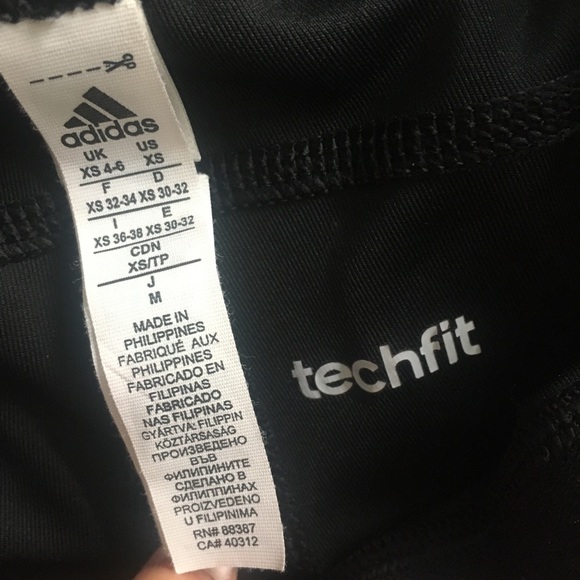 adidas
UK US
XS 4-6 XS
F D
XS 32-34 XS 30-32
I E
XS 36-38 XS 30-32
CDN
XS/TP
J
M
MADE IN
PHILIPPINES
FABRIQUÉ AUX
PHILIPPINES
FABRICADO EN
FILIPINAS
FABRICADO
NAS FILIPINAS
GYÁRTVA: FILIPPIN
KÖZTÁRSASÁG
ПРОИЗВЕДЕНО
ВЪВ
ФИЛИПИНИТЕ
СДЕЛАНО В
ФИЛИППИНАХ
PROIZVEDENO
U FILIPINIMA
RN# 88387
CA# 40312
techfit